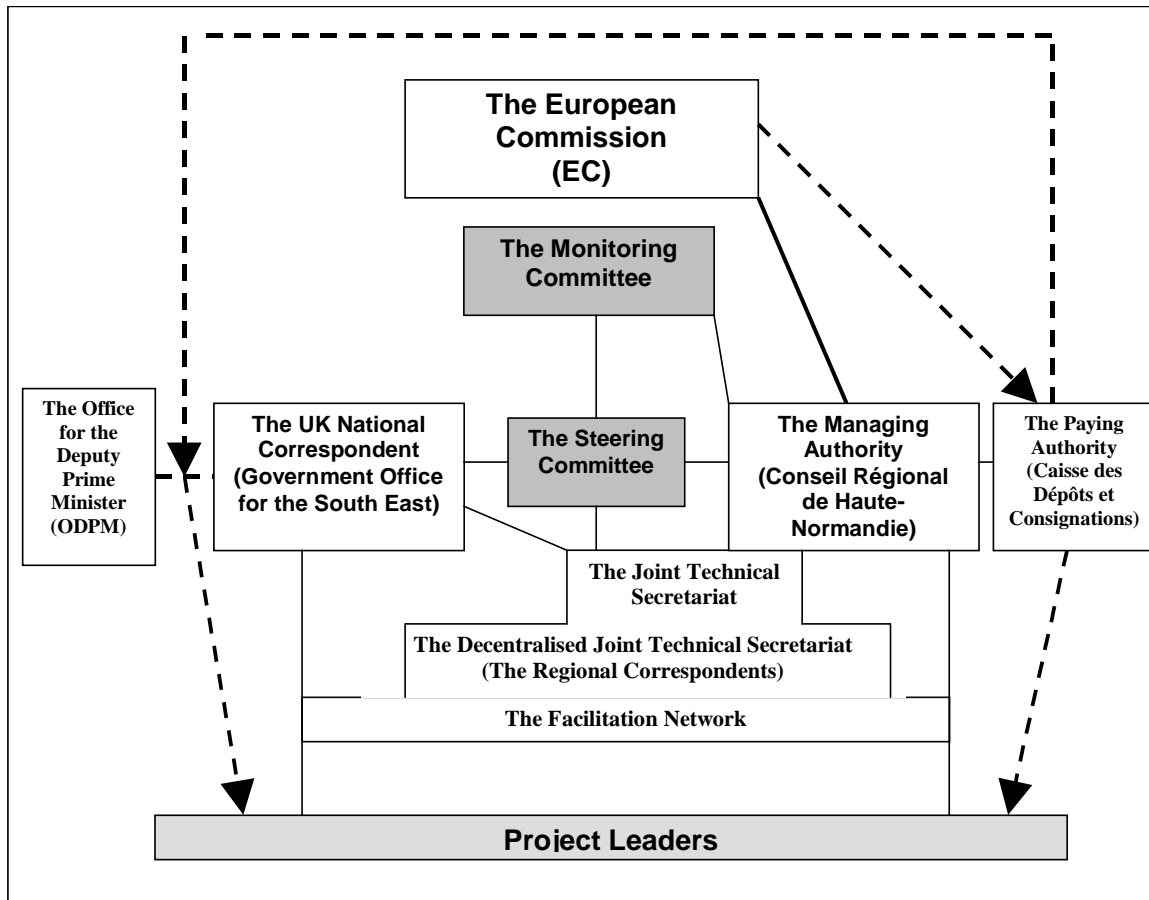 The European
Commission
(EC)
The Monitoring
Committee
The Office
for the
Deputy
Prime
Minister
(ODPM)
The UK National
Correspondent
(Government Office
for the South East)
The Steering
Committee
The Managing
Authority
(Conseil Régional
de Haute-
Normandie)
The Paying
Authority
(Caisse des
Dépôts et
Consignations)
The Joint Technical
Secretariat
The Decentralised Joint Technical Secretariat
(The Regional Correspondents)
The Facilitation Network
Project Leaders